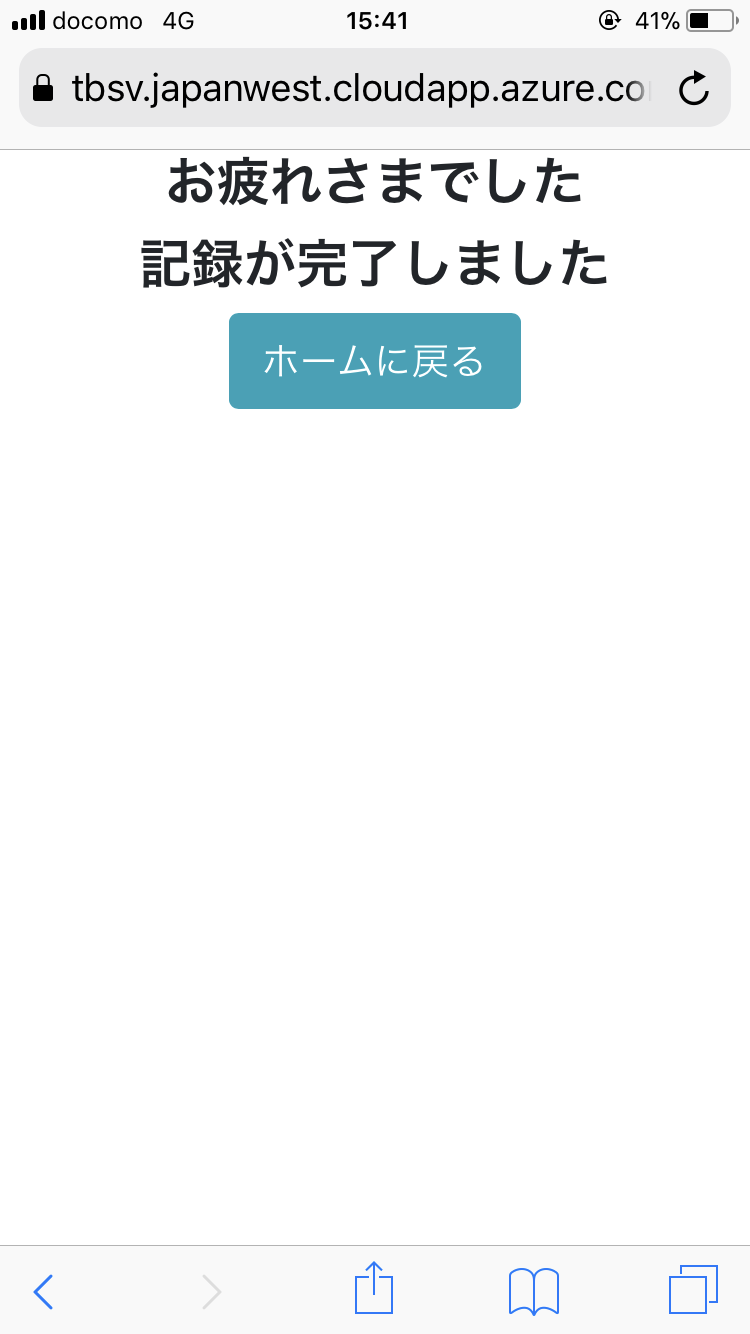 docomo 4G 15:41 41%
tbsv.japanwest.cloudapp.azure.co
お疲れさまでした
記録が完了しました
ホームに戻る